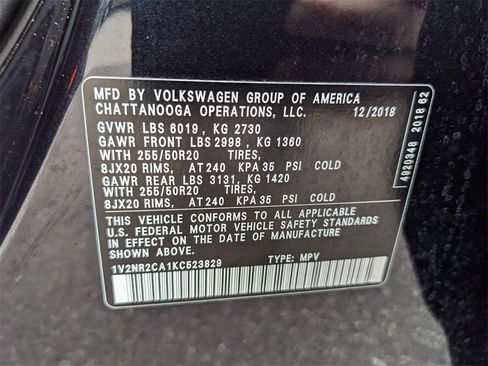 MFD BY VOLKSWAGEN GROUP OF AMERICA
CHATTANOOGA OPERATIONS, LLC. 12/2018
GVWR LBS 6019 , KG 2730
GAWR FRONT LBS 2998 , KG 1360
WITH 255/50R20 TIRES,
8JX20 RIMS, AT 240 KPA 35 PSI COLD
GAWR REAR LBS 3131, KG 1420
WITH 255/50R20 TIRES,
8JX20 RIMS, AT 240 KPA 35 PSI COLD
THIS VEHICLE CONFORMS TO ALL APPLICABLE
U.S. FEDERAL MOTOR VEHICLE SAFETY STANDARDS
IN EFFECT ON THE DATE OF MANUFACTURE
SHOWN ABOVE.
1V2NR2CA1KC523829 TYPE: MPV
4920348 2018 62